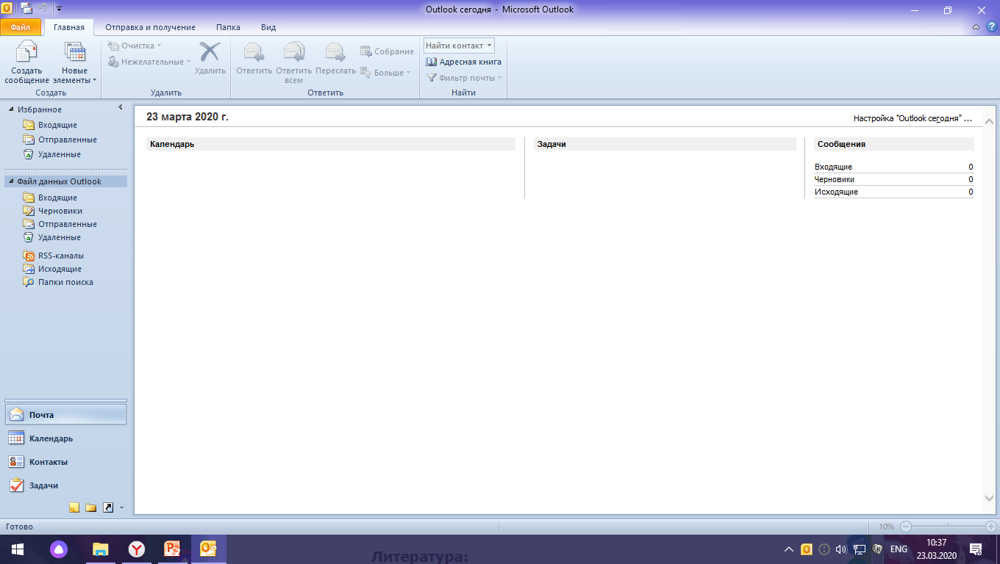 Outlook сегодня - Microsoft Outlook
Файл
Главная
Отправка и получение
Папка
Вид
Создать сообщение
Новые элементы
Создать
Очистка
Нежелательные
Удалить
Удалить
Ответить
Ответить всем
Переслать
Собрание
Больше
Ответить
Найти контакт
Адресная книга
Фильтр почты
Найти
Избранное
Входящие
Отправленные
Удаленные
Файл данных Outlook
Входящие
Черновики
Отправленные
Удаленные
RSS-каналы
Исходящие
Папки поиска
Почта
Календарь
Контакты
Задачи
23 марта 2020 г.
Настройка "Outlook сегодня" ...
Календарь
Задачи
Сообщения
Входящие 0
Черновики 0
Исходящие 0
Готово
10%
Литература:
ENG
10:37
23.03.2020